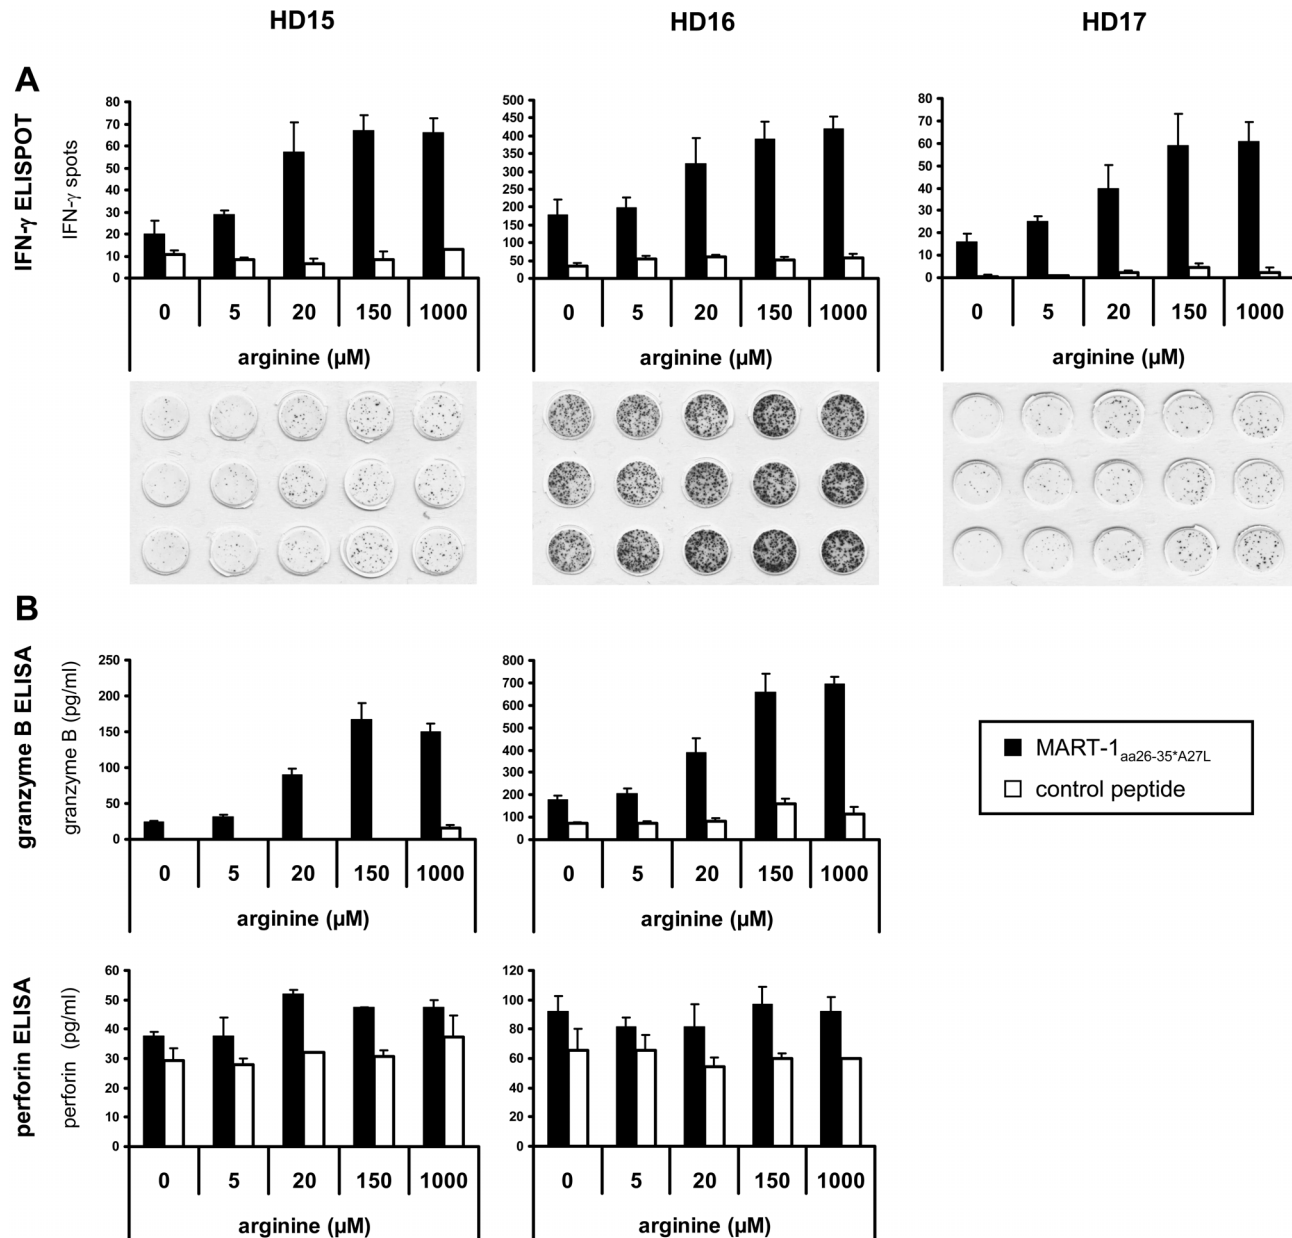 HD15 HD16 HD17
A
IFN-γ ELISPOT
IFN-γ spots
80
70
60
50
40
30
20
10
0
0 5 20 150 1000
arginine (µM)
500
450
400
350
300
250
200
150
100
50
0
0 5 20 150 1000
arginine (µM)
80
70
60
50
40
30
20
10
0
0 5 20 150 1000
arginine (µM)
B
granzyme B ELISA
granzyme B (pg/ml)
250
200
150
100
50
0
0 5 20 150 1000
arginine (µM)
800
700
600
500
400
300
200
100
0
0 5 20 150 1000
arginine (µM)
MART-1aa26-35*A27L
control peptide
perforin ELISA
perforin (pg/ml)
60
50
40
30
20
10
0
0 5 20 150 1000
arginine (µM)
120
100
80
60
40
20
0
0 5 20 150 1000
arginine (µM)